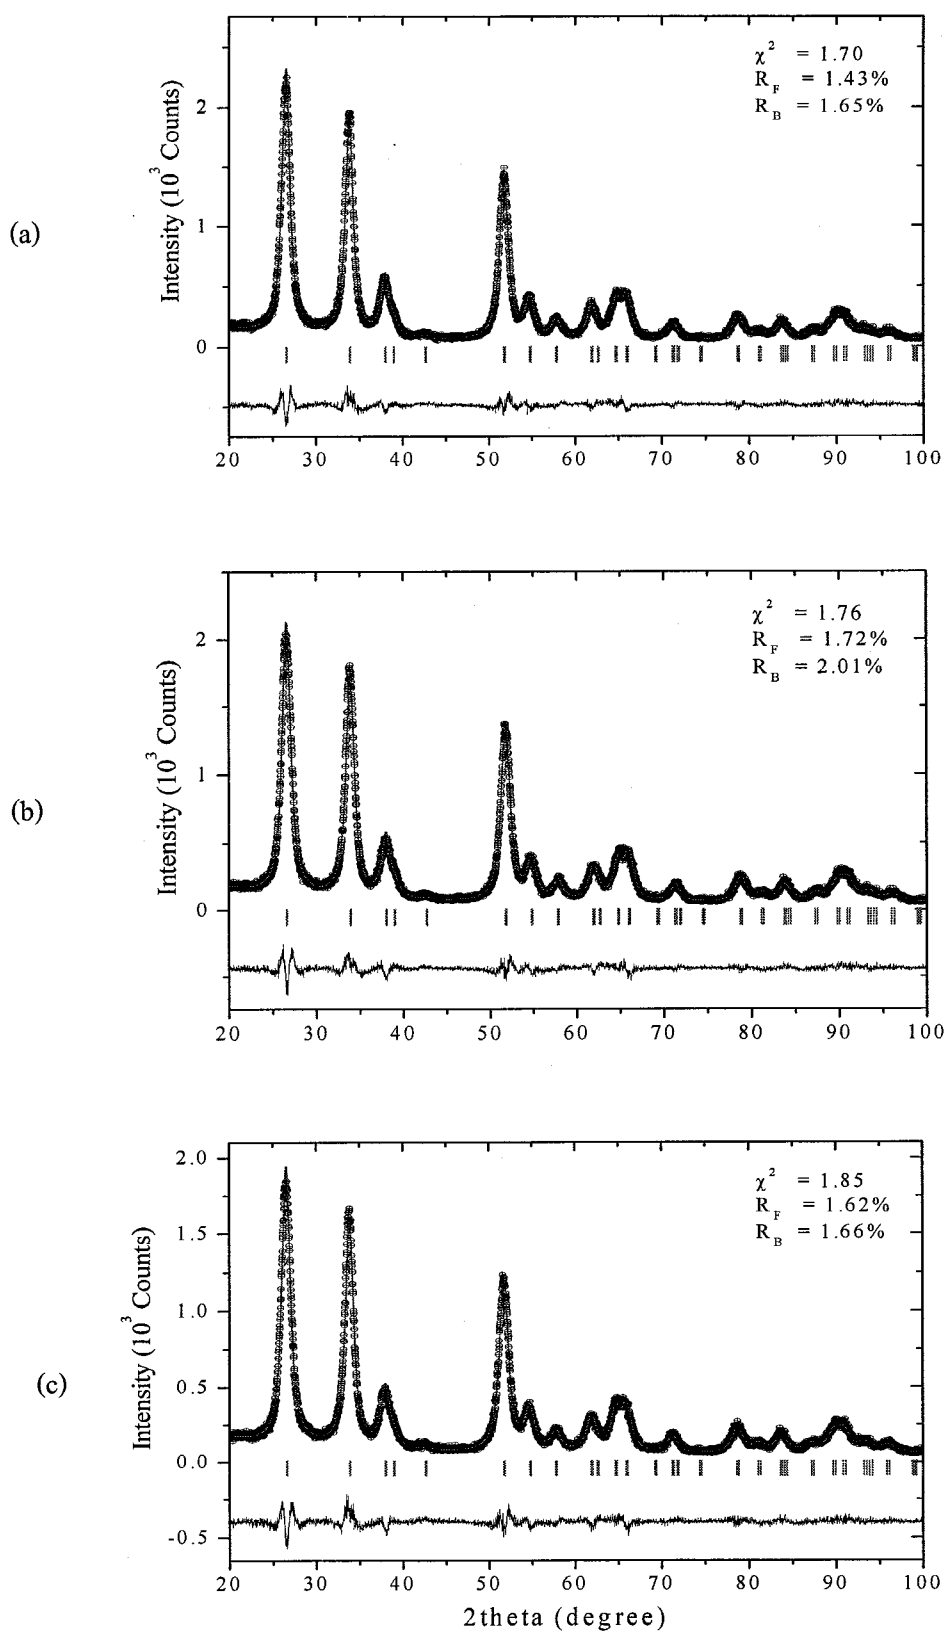 (a)
Intensity (10³ Counts)
2
1
0
χ² = 1.70
R_F = 1.43%
R_B = 1.65%
20 30 40 50 60 70 80 90 100
(b)
Intensity (10³ Counts)
2
1
0
χ² = 1.76
R_F = 1.72%
R_B = 2.01%
20 30 40 50 60 70 80 90 100
(c)
Intensity (10³ Counts)
2.0
1.5
1.0
0.5
0.0
-0.5
χ² = 1.85
R_F = 1.62%
R_B = 1.66%
20 30 40 50 60 70 80 90 100
2theta (degree)